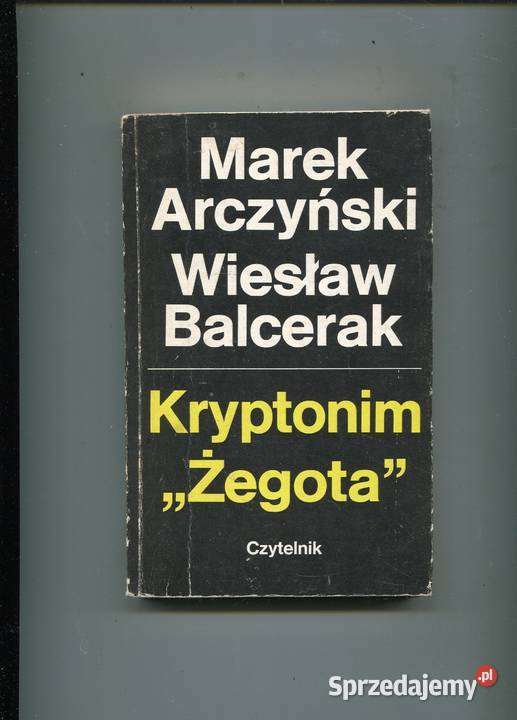 Marek
Arczyński
Wiesław
Balcerak
Kryptonim
„Żegota”
Czytelnik
Sprzedajemy.pl